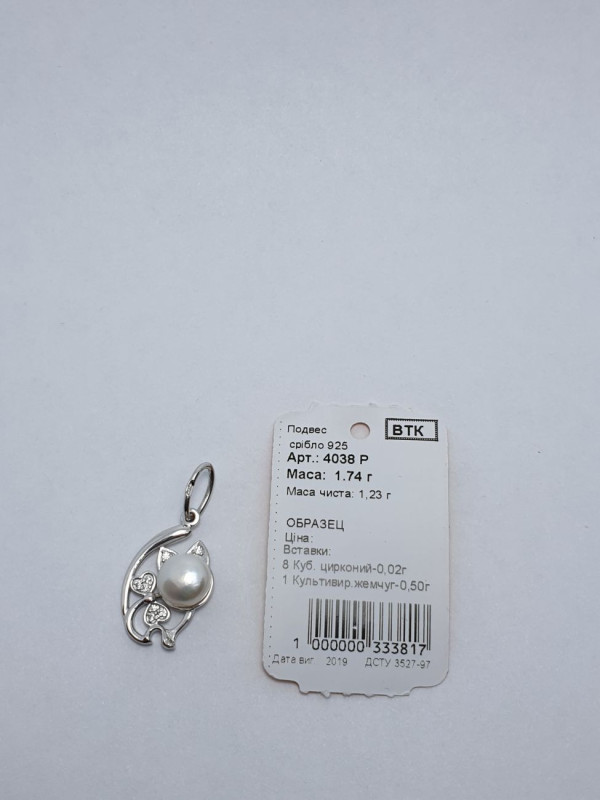 Подвес
ВТК
срібло 925
Арт.: 4038 Р
Маса: 1.74 г
Маса чиста: 1,23 г
ОБРАЗЕЦ
Ціна:
Вставки:
8 Куб. цирконий-0,02г
1 Культивир.жемчуг-0,50г
1 000000 333817
Дата виг. 2019 ДСТУ 3527-97